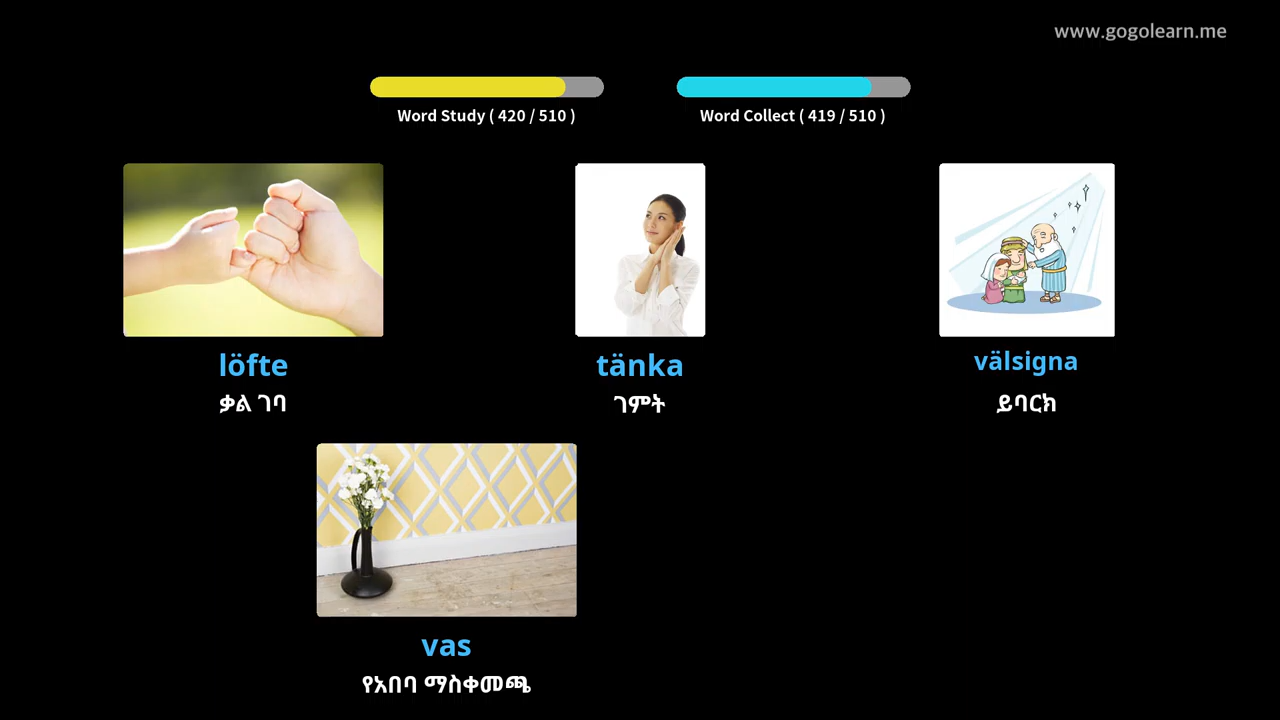 www.gogolearn.me
Word Study ( 420 / 510 )
Word Collect ( 419 / 510 )
löfte
ቃል ገባ
tänka
ገምት
välsigna
ይባርክ
vas
የአበባ ማስቀመጫ